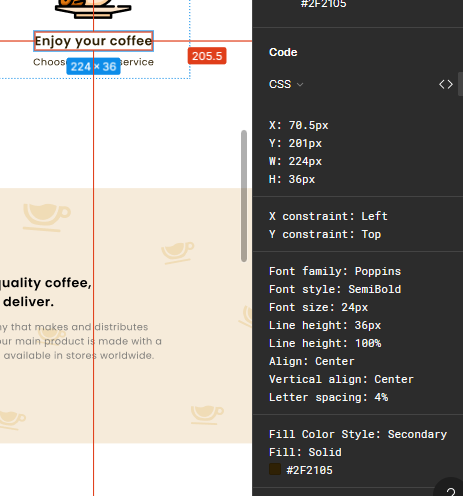 Enjoy your coffee
205.5
Choos
224 × 36
ervice
uality coffee,
deliver.
ny that makes and distributes
our main product is made with a
available in stores worldwide.
#2F2105
Code
CSS
<>
X: 70.5px
Y: 201px
W: 224px
H: 36px
X constraint: Left
Y constraint: Top
Font family: Poppins
Font style: SemiBold
Font size: 24px
Line height: 36px
Line height: 100%
Align: Center
Vertical align: Center
Letter spacing: 4%
Fill Color Style: Secondary
Fill: Solid
#2F2105
?